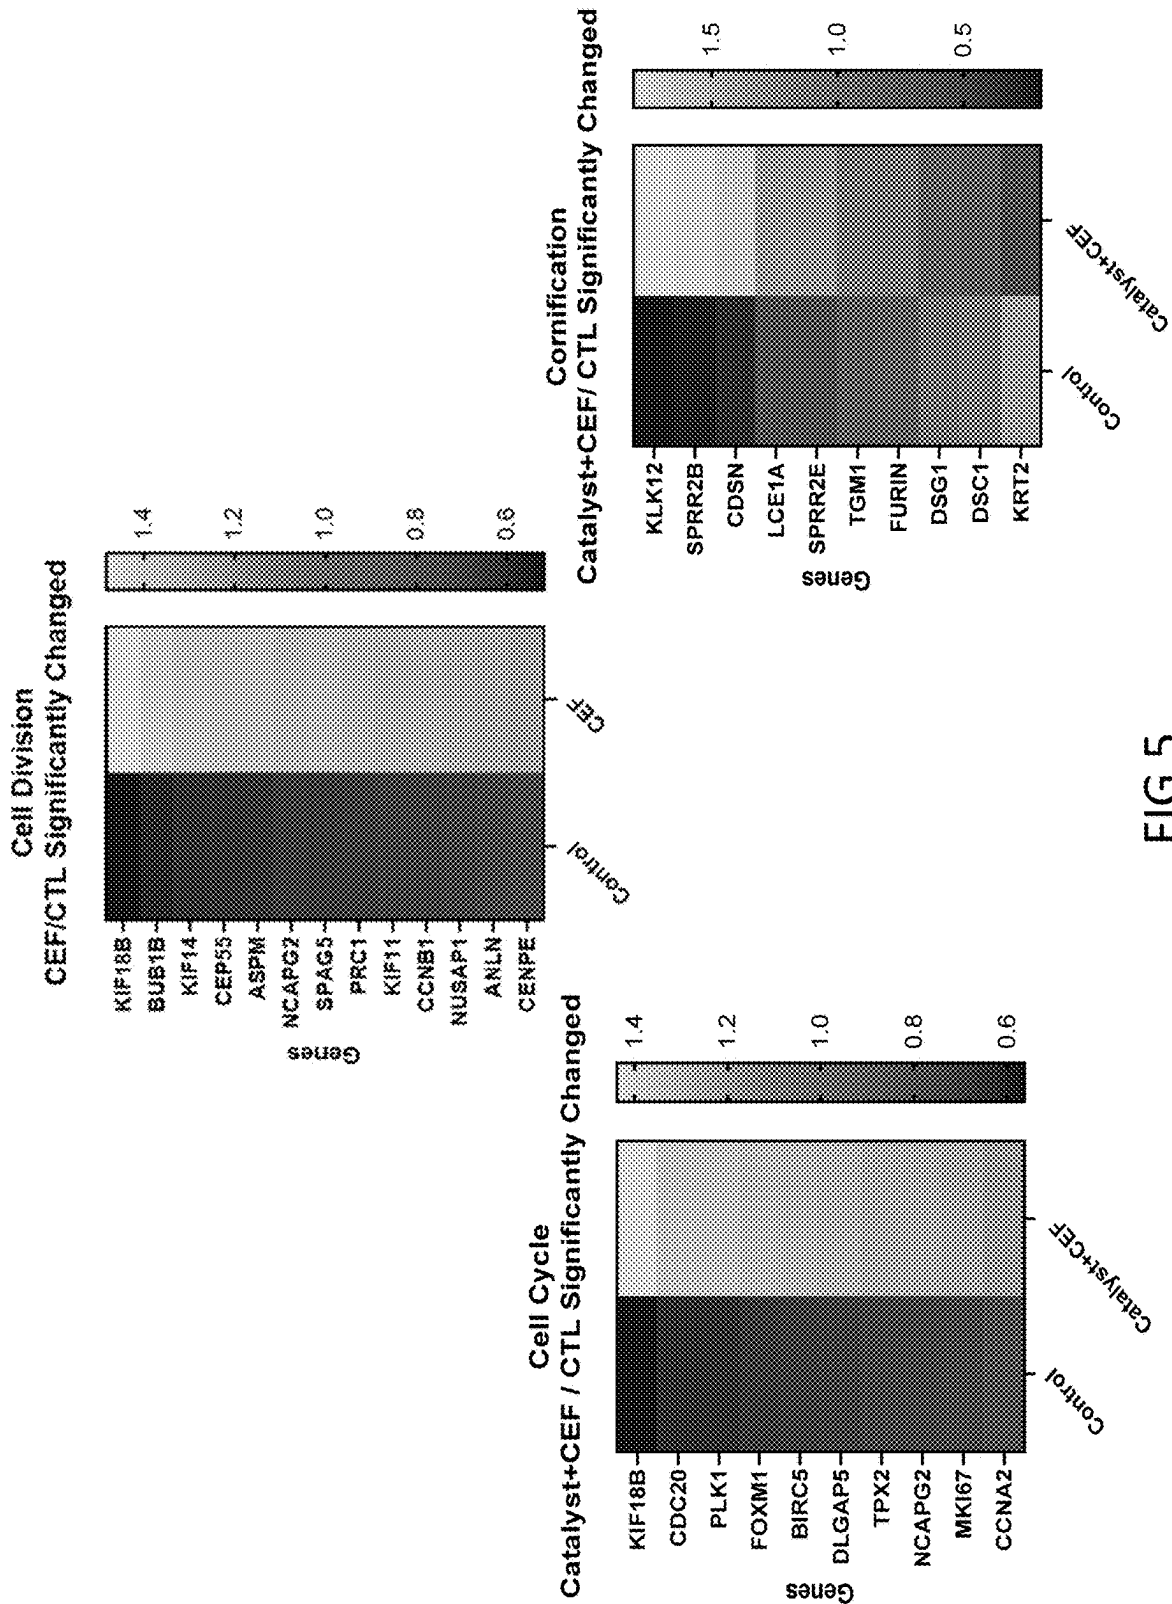 Cell Division
CEF/CTL Significantly Changed
KIF18B
BUB1B
KIF14
CEP55
ASPM
NCAPG2
SPAG5
PRC1
KIF11
CCNB1
NUSAP1
ANLN
CENPE
Genes
Control
CEF
1.4
1.2
1.0
0.8
0.6
Cell Cycle
Catalyst+CEF / CTL Significantly Changed
KIF18B
CDC20
PLK1
FOXM1
BIRC5
DLGAP5
TPX2
NCAPG2
MKI67
CCNA2
Genes
Control
Catalyst+CEF
1.4
1.2
1.0
0.8
0.6
Cornification
Catalyst+CEF/ CTL Significantly Changed
KLK12
SPRR2B
CDSN
LCE1A
SPRR2E
TGM1
FURIN
DSG1
DSC1
KRT2
Genes
Control
Catalyst+CEF
1.5
1.0
0.5
FIG 5